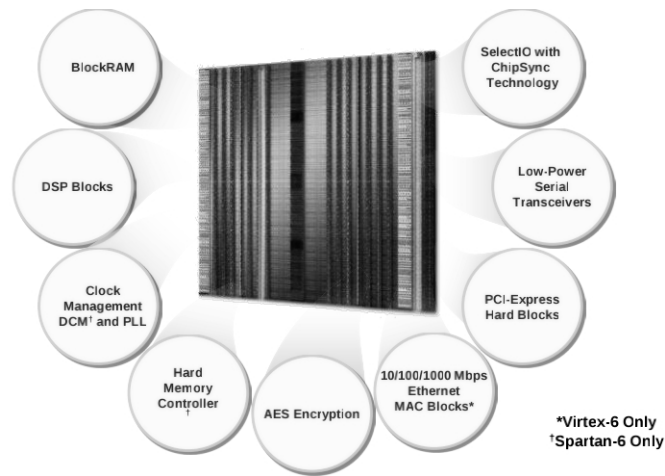 BlockRAM
SelectIO with
ChipSync
Technology
DSP Blocks
Low-Power
Serial
Transceivers
Clock
Management
DCM† and PLL
PCI-Express
Hard Blocks
Hard
Memory
Controller
†
AES Encryption
10/100/1000 Mbps
Ethernet
MAC Blocks*
*Virtex-6 Only
†Spartan-6 Only